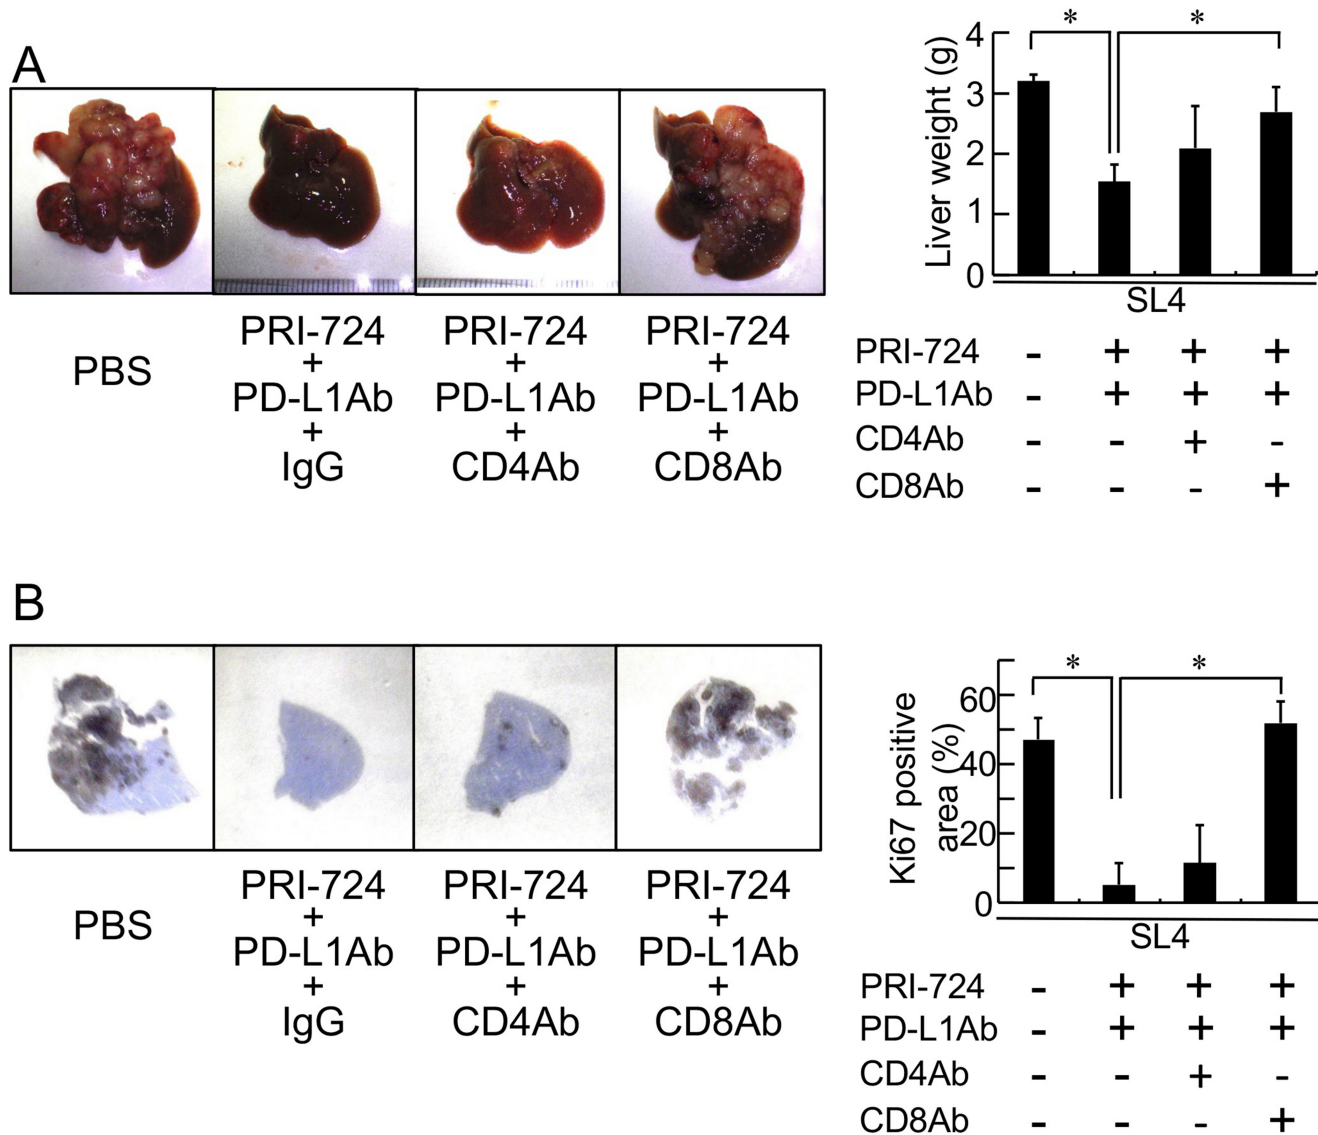 A
PBS
PRI-724
+
PD-L1Ab
+
IgG
PRI-724
+
PD-L1Ab
+
CD4Ab
PRI-724
+
PD-L1Ab
+
CD8Ab
Liver weight (g)
4
3
2
1
0
*
*
SL4
PRI-724 - + + +
PD-L1Ab - + + +
CD4Ab - - + -
CD8Ab - - - +
B
PBS
PRI-724
+
PD-L1Ab
+
IgG
PRI-724
+
PD-L1Ab
+
CD4Ab
PRI-724
+
PD-L1Ab
+
CD8Ab
Ki67 positive
area (%)
60
40
20
0
*
*
SL4
PRI-724 - + + +
PD-L1Ab - + + +
CD4Ab - - + -
CD8Ab - - - +